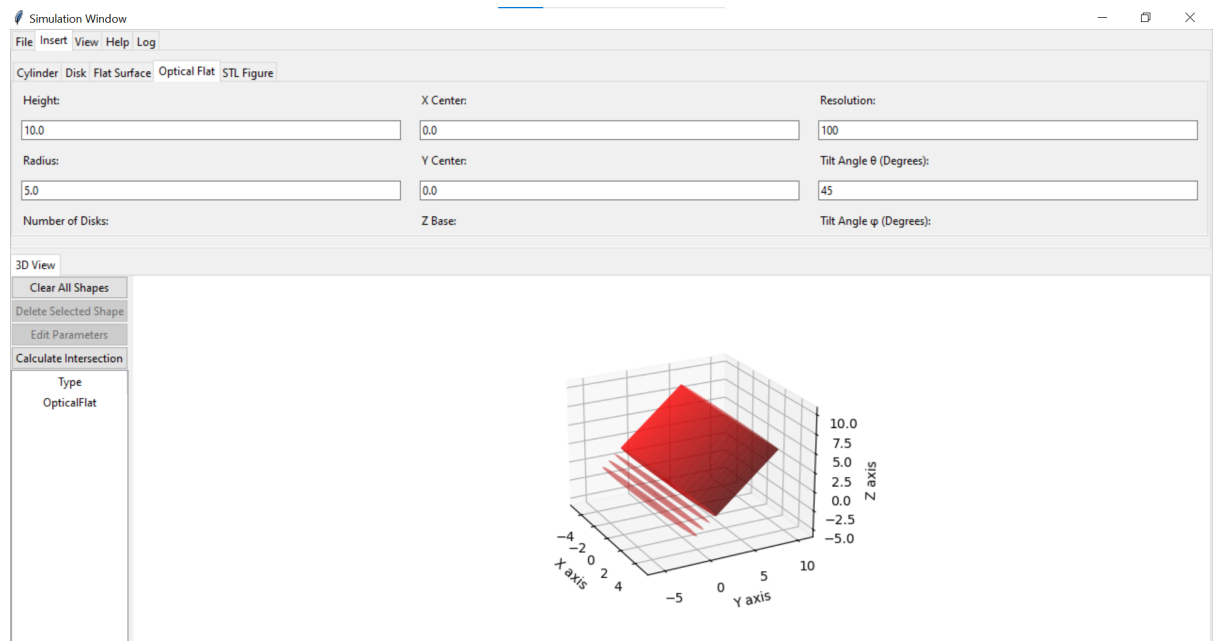 Simulation Window
File Insert View Help Log
Cylinder Disk Flat Surface Optical Flat STL Figure
Height: X Center: Resolution:
10.0 0.0 100
Radius: Y Center: Tilt Angle θ (Degrees):
5.0 0.0 45
Number of Disks: Z Base: Tilt Angle φ (Degrees):
3D View
Clear All Shapes
Delete Selected Shape
Edit Parameters
Calculate Intersection
Type
OpticalFlat
10.0
7.5
5.0
2.5
0.0
−2.5
−5.0
Z axis
−4
−2
0
2
4
X axis
−5
0
5
10
Y axis